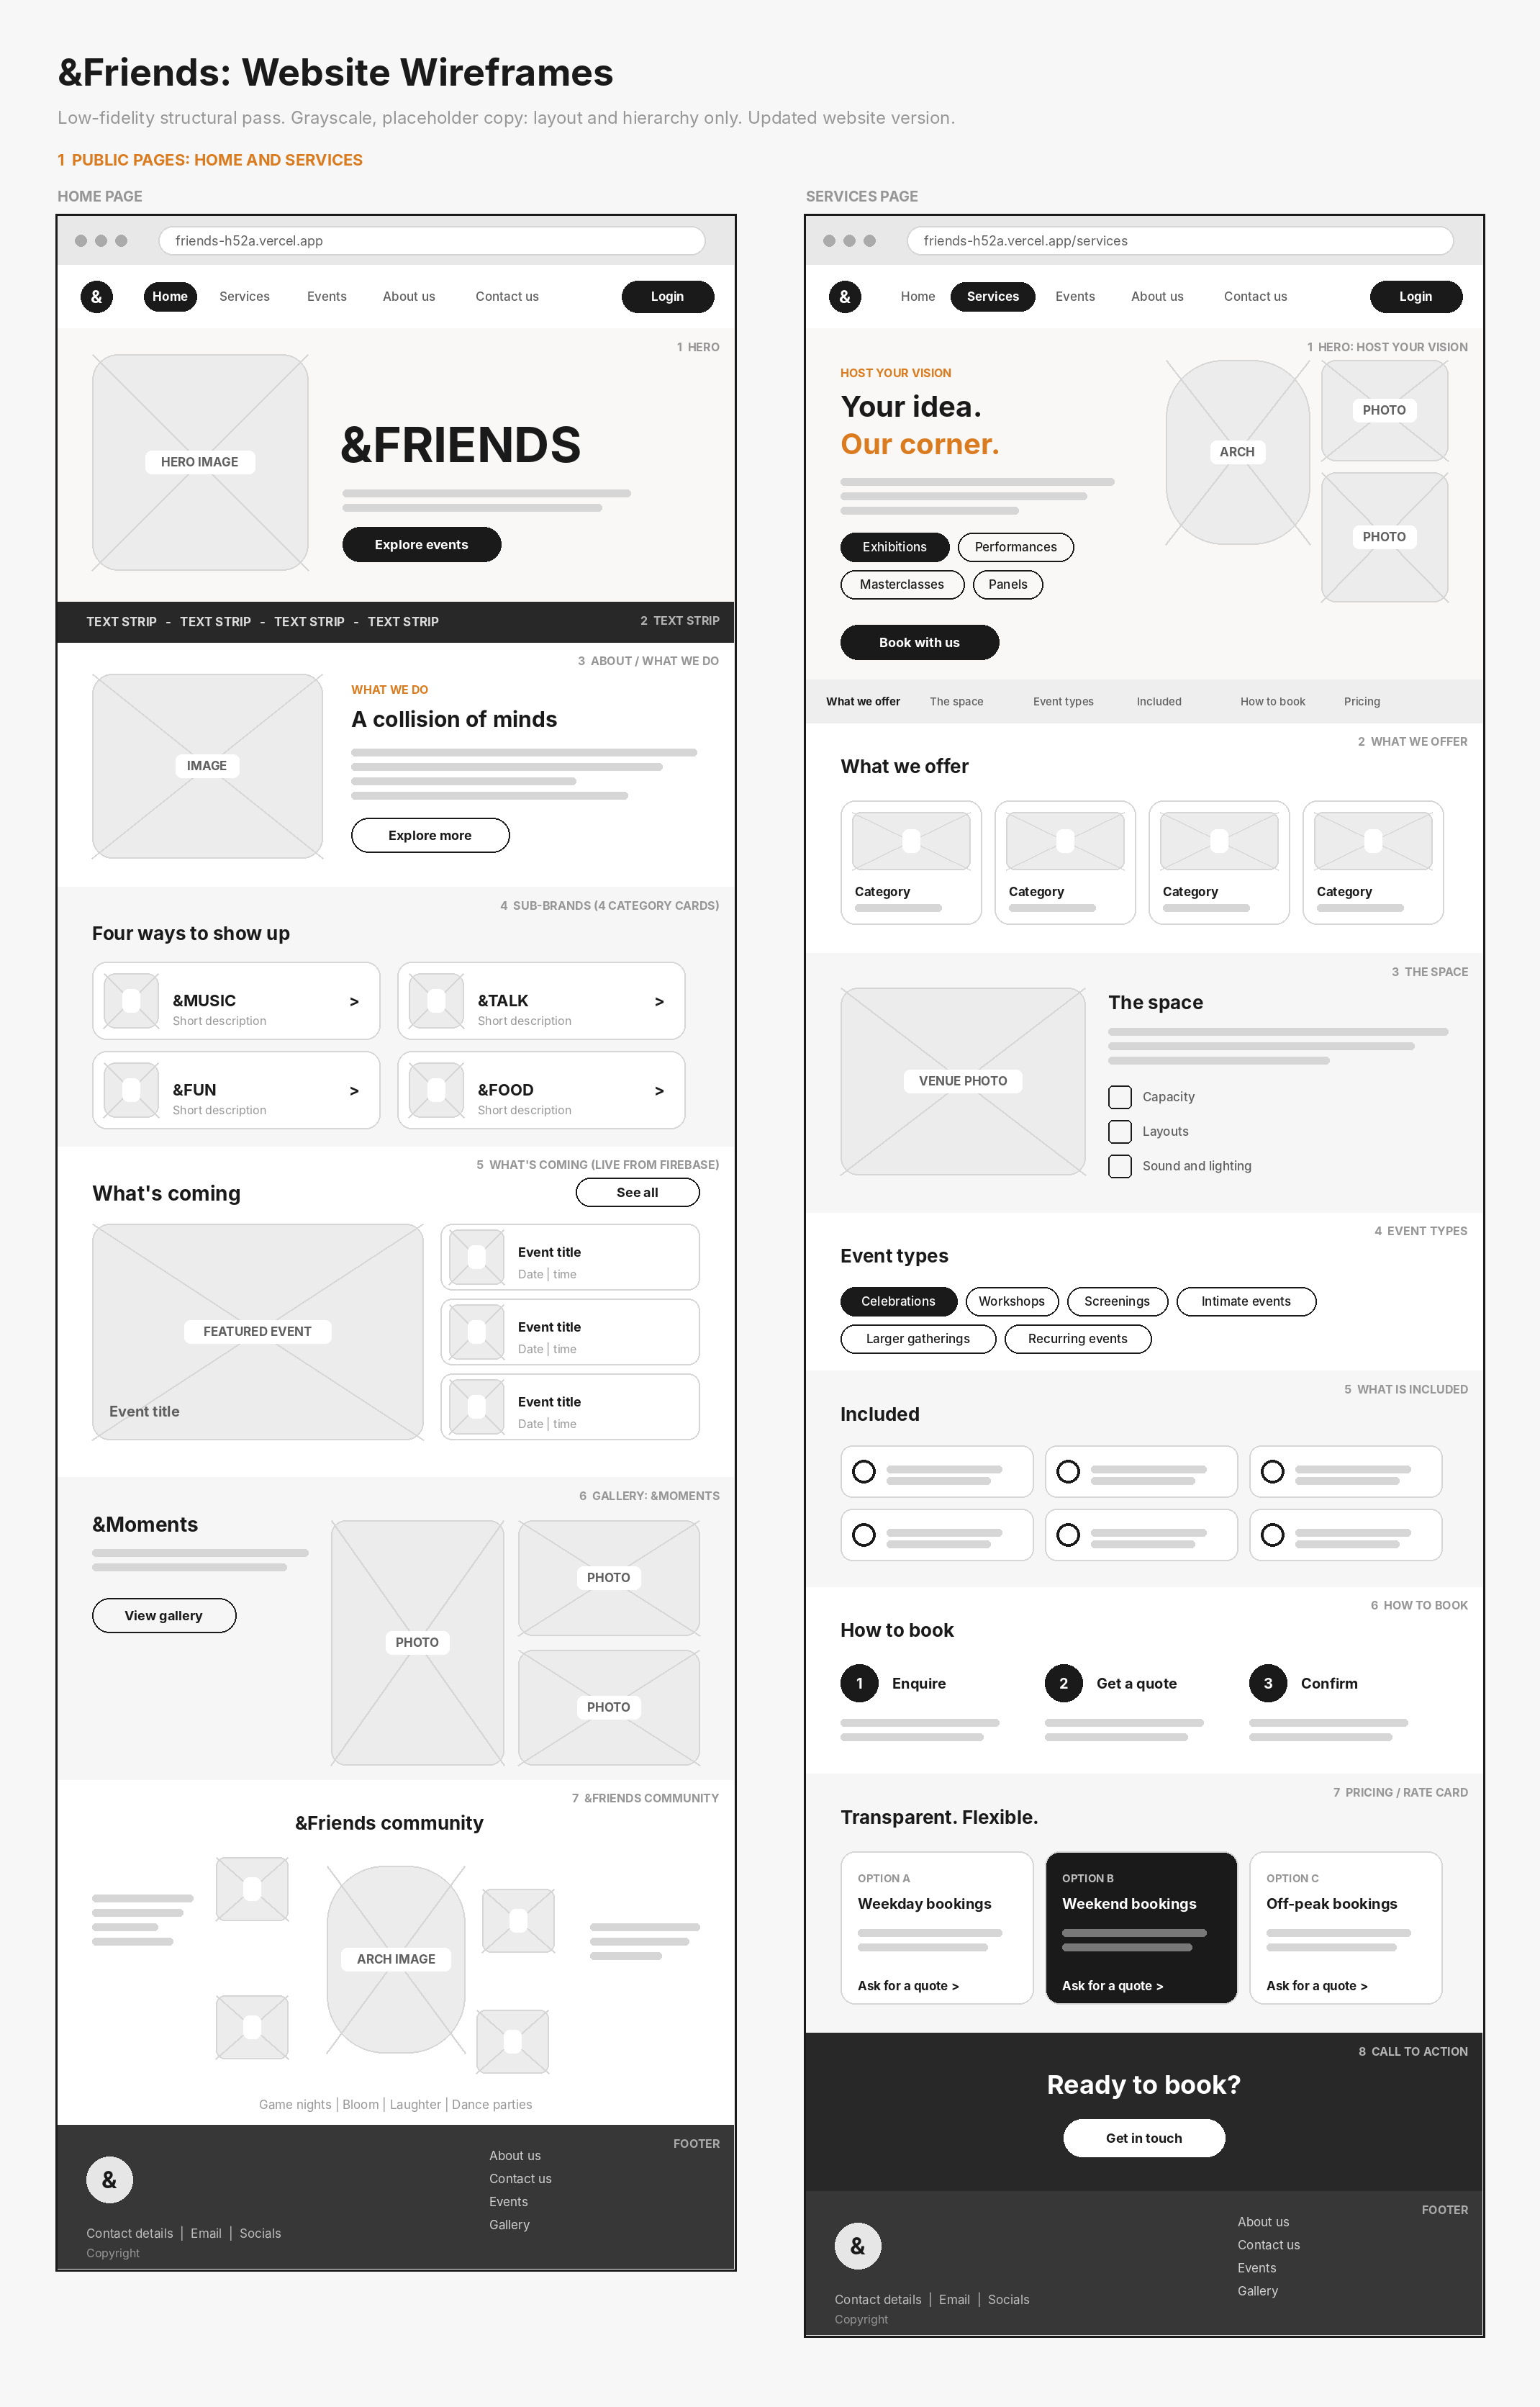 &Friends: Website Wireframes
Low-fidelity structural pass. Grayscale, placeholder copy: layout and hierarchy only. Updated website version.
1 PUBLIC PAGES: HOME AND SERVICES
HOME PAGE
friends-h52a.vercel.app
& Home Services Events About us Contact us Login
1 HERO
HERO IMAGE
&FRIENDS
Explore events
TEXT STRIP - TEXT STRIP - TEXT STRIP - TEXT STRIP
2 TEXT STRIP
3 ABOUT / WHAT WE DO
IMAGE
WHAT WE DO
A collision of minds
Explore more
4 SUB-BRANDS (4 CATEGORY CARDS)
Four ways to show up
&MUSIC >
Short description
&TALK >
Short description
&FUN >
Short description
&FOOD >
Short description
5 WHAT'S COMING (LIVE FROM FIREBASE)
What's coming
See all
FEATURED EVENT
Event title
Event title
Date | time
Event title
Date | time
Event title
Date | time
6 GALLERY: &MOMENTS
&Moments
View gallery
PHOTO
PHOTO
PHOTO
7 &FRIENDS COMMUNITY
&Friends community
ARCH IMAGE
Game nights | Bloom | Laughter | Dance parties
FOOTER
&
About us
Contact us
Events
Gallery
Contact details | Email | Socials
Copyright
SERVICES PAGE
friends-h52a.vercel.app/services
& Home Services Events About us Contact us Login
1 HERO: HOST YOUR VISION
HOST YOUR VISION
Your idea.
Our corner.
ARCH
PHOTO
PHOTO
Exhibitions Performances
Masterclasses Panels
Book with us
What we offer The space Event types Included How to book Pricing
2 WHAT WE OFFER
What we offer
Category Category Category Category
3 THE SPACE
VENUE PHOTO
The space
Capacity
Layouts
Sound and lighting
4 EVENT TYPES
Event types
Celebrations Workshops Screenings Intimate events
Larger gatherings Recurring events
5 WHAT IS INCLUDED
Included
6 HOW TO BOOK
How to book
1 Enquire 2 Get a quote 3 Confirm
7 PRICING / RATE CARD
Transparent. Flexible.
OPTION A
Weekday bookings
Ask for a quote >
OPTION B
Weekend bookings
Ask for a quote >
OPTION C
Off-peak bookings
Ask for a quote >
8 CALL TO ACTION
Ready to book?
Get in touch
FOOTER
&
About us
Contact us
Events
Gallery
Contact details | Email | Socials
Copyright